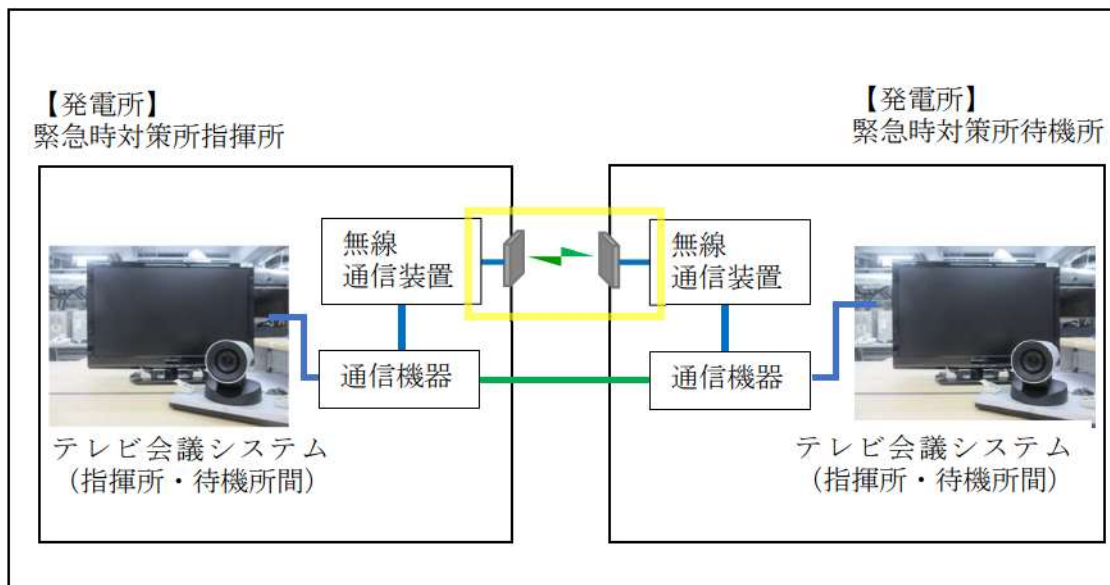 【発電所】
緊急時対策所指揮所
【発電所】
緊急時対策所待機所
無線
通信装置
無線
通信装置
通信機器
通信機器
テレビ会議システム
(指揮所・待機所間)
テレビ会議システム
(指揮所・待機所間)